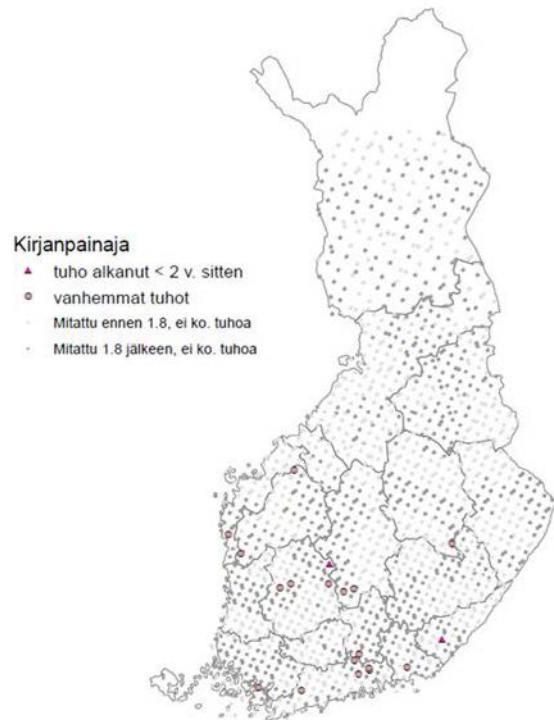 Kirjanpainaja
tuho alkanut < 2 v. sitten
vanhemmat tuhot
Mitattu ennen 1.8, ei ko. tuhoa
Mitattu 1.8 jälkeen, ei ko. tuhoa